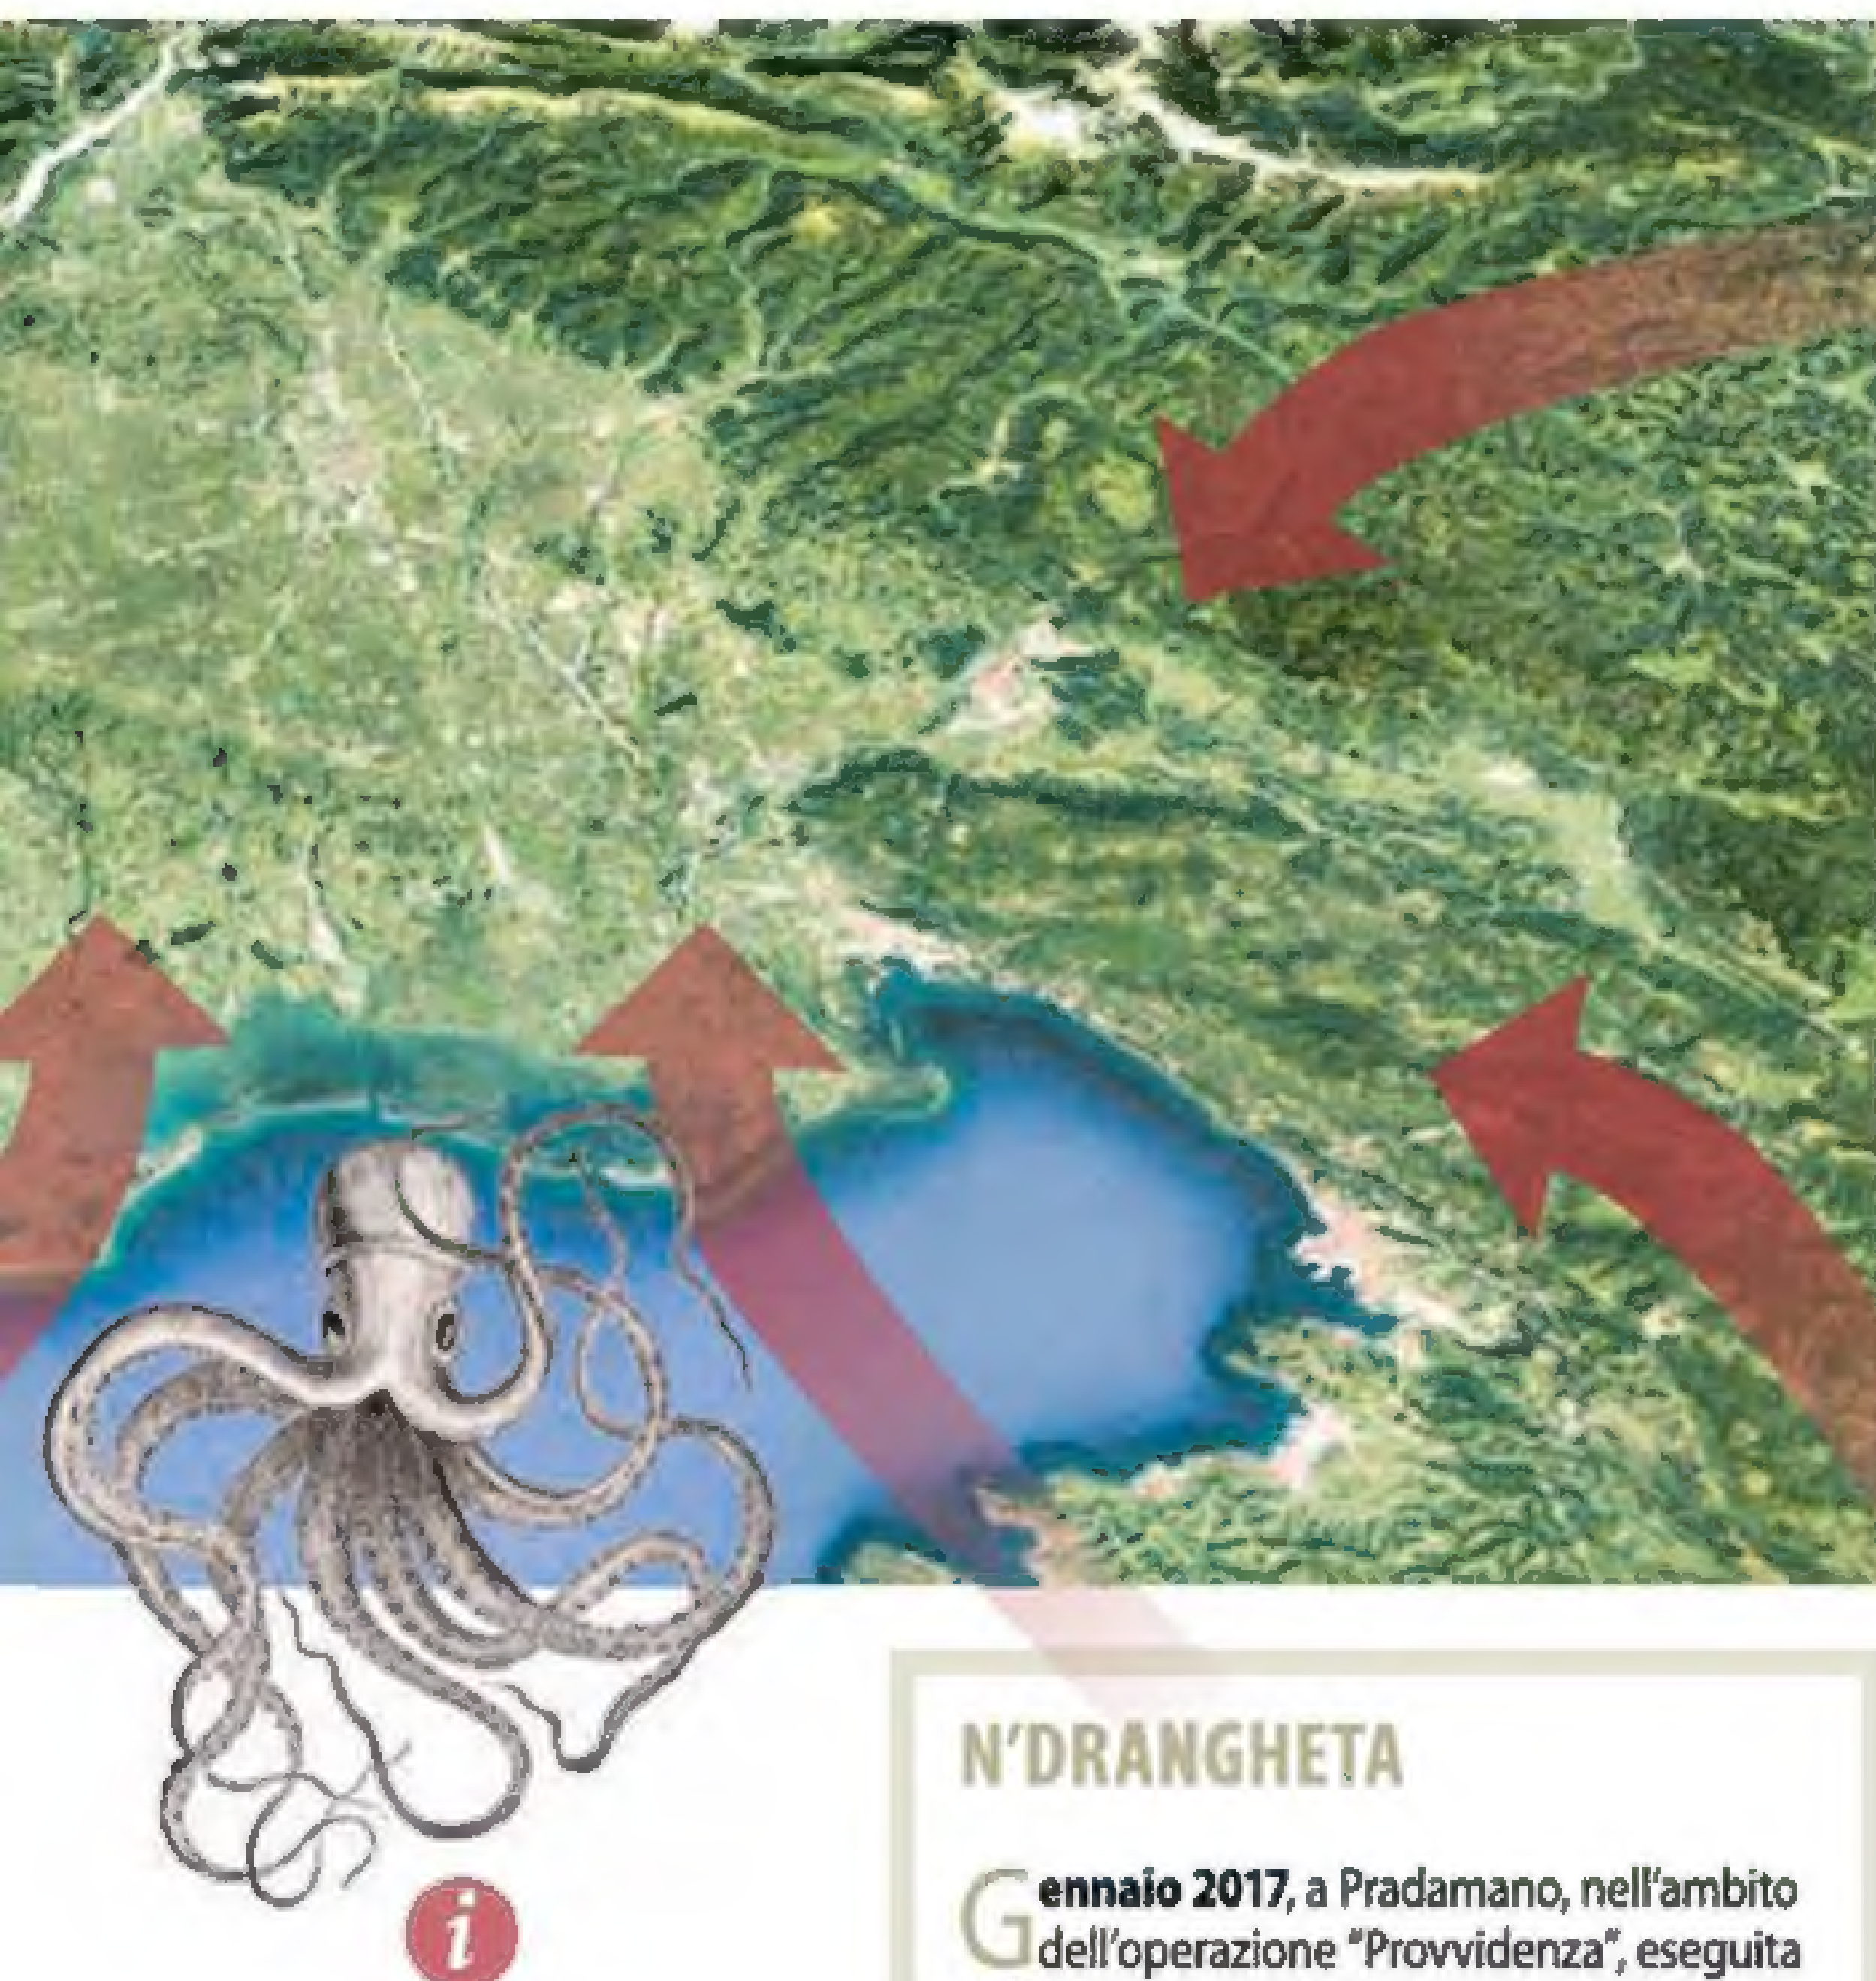 N'DRANGHETA
Gennaio 2017, a Pradamano, nell'ambito
dell'operazione "Provvidenza", eseguita
i